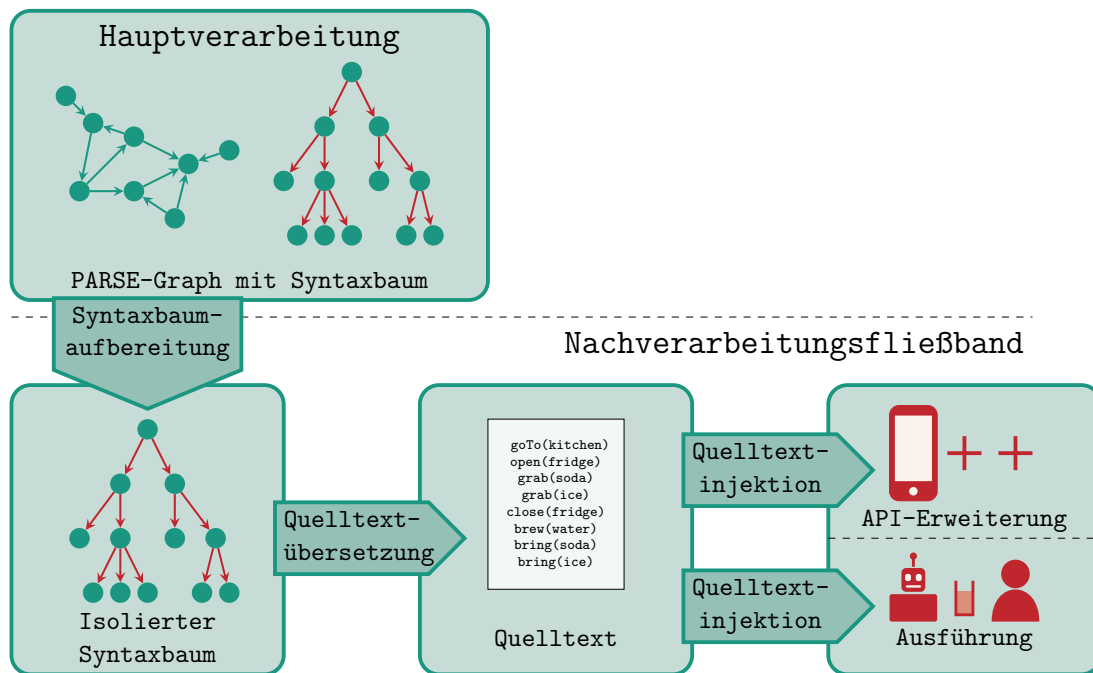 Hauptverarbeitung
PARSE-Graph mit Syntaxbaum
Syntaxbaum-
aufbereitung
Nachverarbeitungsfließband
Isolierter
Syntaxbaum
Quelltext-
übersetzung
goTo(kitchen)
open(fridge)
grab(soda)
grab(ice)
close(fridge)
brew(water)
bring(soda)
bring(ice)
Quelltext
Quelltext-
injektion
Quelltext-
injektion
++
API-Erweiterung
Ausführung